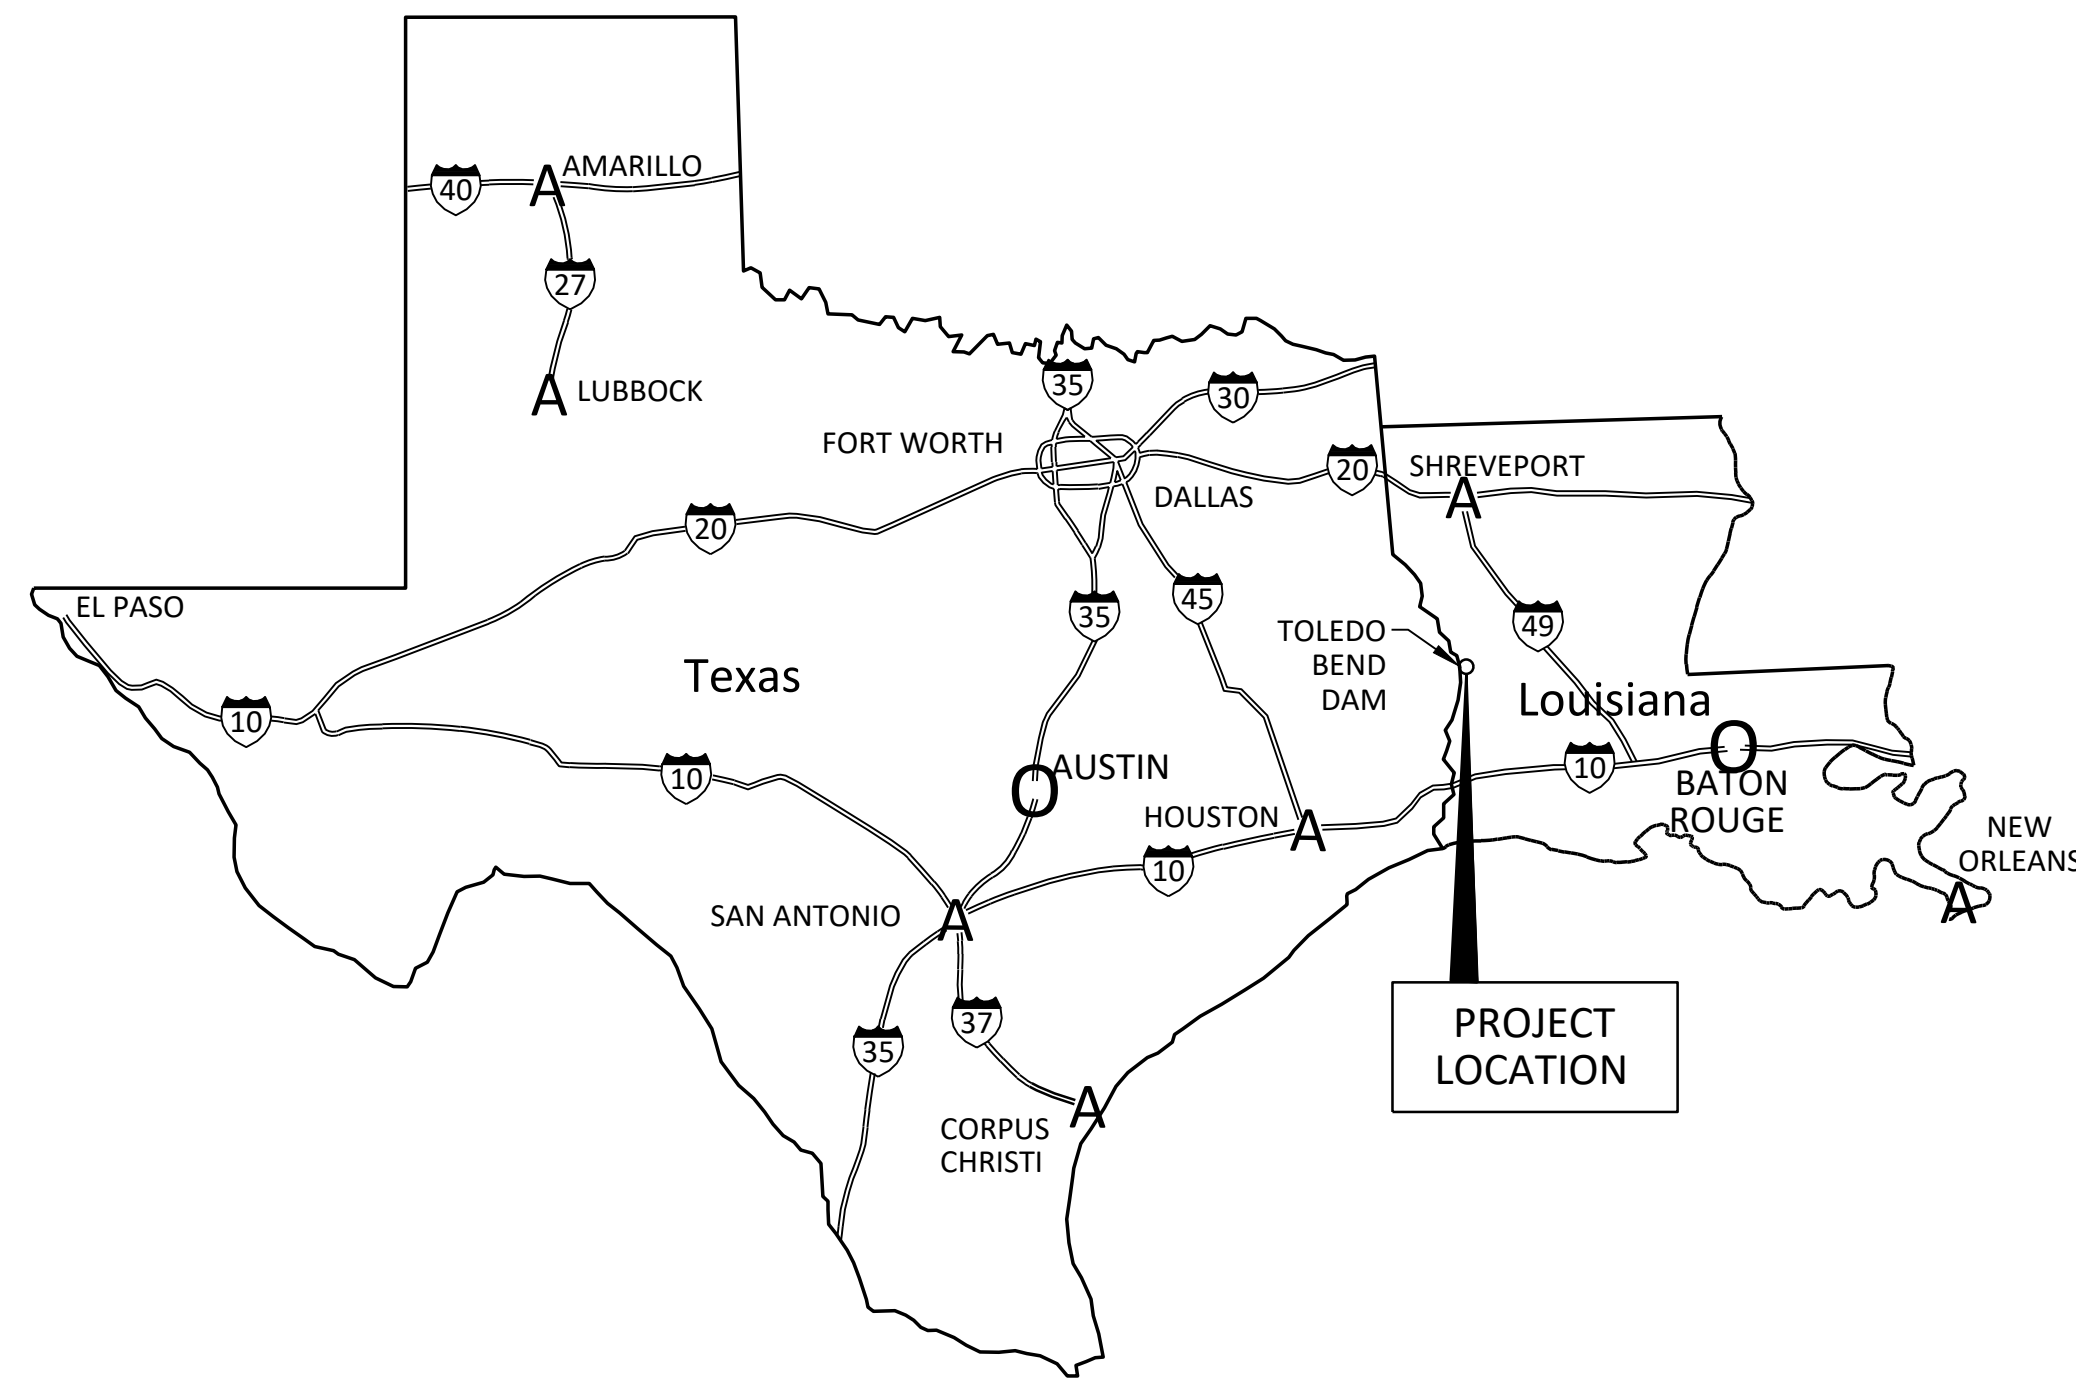 AMARILLO
A
40
27
A
LUBBOCK
35
30
FORT WORTH
DALLAS
20
SHREVEPORT
A
20
EL PASO
35
45
49
TOLEDO
BEND
DAM
Texas
Louisiana
10
10
AUSTIN
O
O
10
BATON
ROUGE
HOUSTON
A
10
NEW
ORLEANS
A
SAN ANTONIO
A
37
35
PROJECT
LOCATION
A
CORPUS
CHRISTI